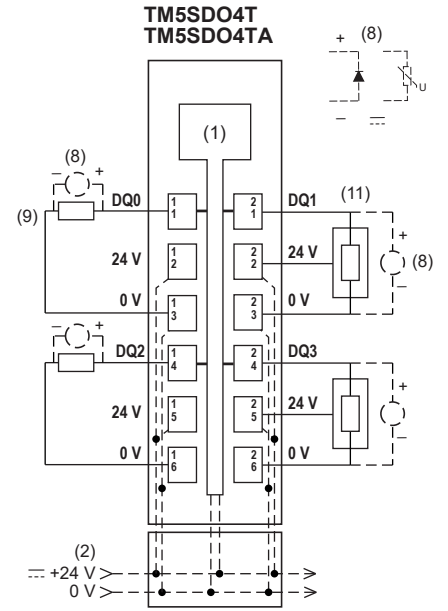 TM5SDO4T
TM5SDO4TA
+ (8)
U
–
(1)
(8)
– +
(9)
DQ0
1 1
2 1
DQ1
(11)
24 V
1 2
2 2
24 V
+
(8)
–
0 V
1 3
2 3
0 V
– +
DQ2
1 4
2 4
DQ3
24 V
1 5
2 5
24 V
+
–
0 V
1 6
2 6
0 V
(2)
+24 V
0 V